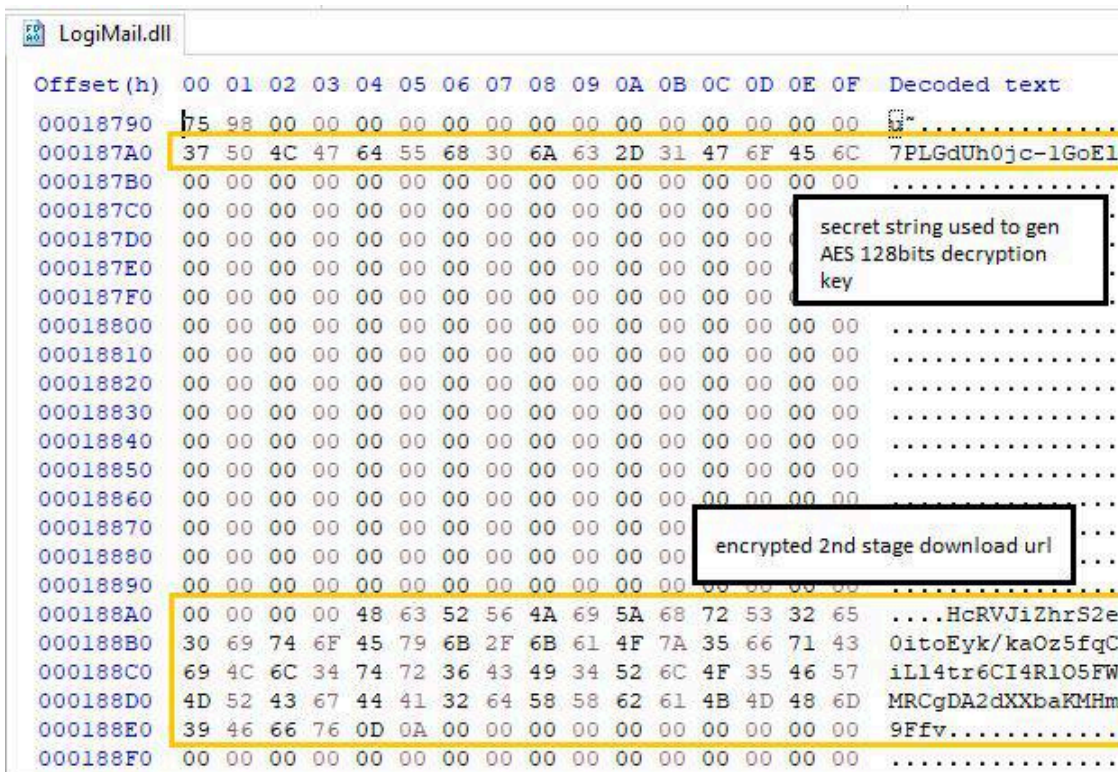 LogiMail.dll
Offset(h) 00 01 02 03 04 05 06 07 08 09 0A 0B 0C 0D 0E 0F Decoded text
00018790 75 98 00 00 00 00 00 00 00 00 00 00 00 00 00 00 u˜..............
000187A0 37 50 4C 47 64 55 68 30 6A 63 2D 31 47 6F 45 6C 7PLGdUh0jc-1GoEl
000187B0 00 00 00 00 00 00 00 00 00 00 00 00 00 00 00 00 ................
000187C0 00 00 00 00 00 00 00 00 00 00 00 00 00
000187D0 00 00 00 00 00 00 00 00 00 00 00 00 00
000187E0 00 00 00 00 00 00 00 00 00 00 00 00 00
000187F0 00 00 00 00 00 00 00 00 00 00 00 00 00
secret string used to gen
AES 128bits decryption
key
00018800 00 00 00 00 00 00 00 00 00 00 00 00 00 00 00 00 ................
00018810 00 00 00 00 00 00 00 00 00 00 00 00 00 00 00 00 ................
00018820 00 00 00 00 00 00 00 00 00 00 00 00 00 00 00 00 ................
00018830 00 00 00 00 00 00 00 00 00 00 00 00 00 00 00 00 ................
00018840 00 00 00 00 00 00 00 00 00 00 00 00 00 00 00 00 ................
00018850 00 00 00 00 00 00 00 00 00 00 00 00 00 00 00 00 ................
00018860 00 00 00 00 00 00 00 00 00 00 00 00 00 00 00 00 ................
00018870 00 00 00 00 00 00 00 00 00 00 00 00 ...
00018880 00 00 00 00 00 00 00 00 00 00 00 00 ...
encrypted 2nd stage download url
00018890 00 00 00 00 00 00 00 00 00 00 00 00 00 00 00 00 ................
000188A0 00 00 00 00 48 63 52 56 4A 69 5A 68 72 53 32 65 ....HcRVJiZhrS2e
000188B0 30 69 74 6F 45 79 6B 2F 6B 61 4F 7A 35 66 71 43 0itoEyk/kaOz5fqC
000188C0 69 4C 6C 34 74 72 36 43 49 34 52 6C 4F 35 46 57 iLl4tr6CI4RlO5FW
000188D0 4D 52 43 67 44 41 32 64 58 58 62 61 4B 4D 48 6D MRCgDA2dXXbaKMHm
000188E0 39 46 66 76 0D 0A 00 00 00 00 00 00 00 00 00 00 9Ffv............
000188F0 00 00 00 00 00 00 00 00 00 00 00 00 00 00 00 00 ................